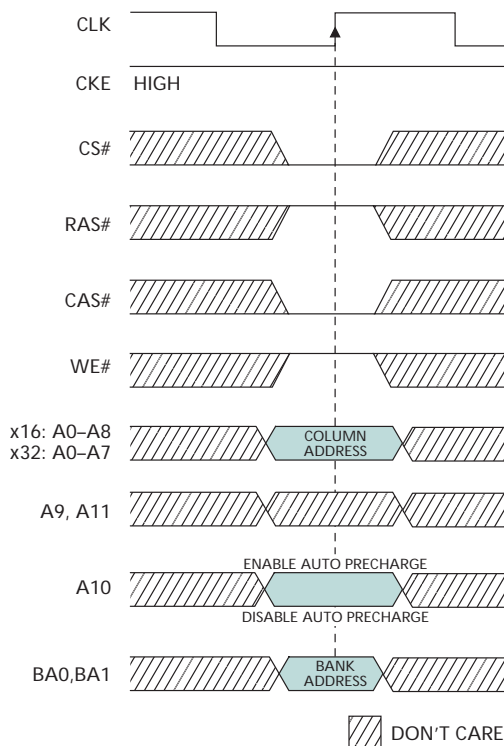 CLK
CKE HIGH
CS#
RAS#
CAS#
WE#
x16: A0–A8
x32: A0–A7
COLUMN
ADDRESS
A9, A11
ENABLE AUTO PRECHARGE
A10
DISABLE AUTO PRECHARGE
BA0,BA1
BANK
ADDRESS
DON'T CARE